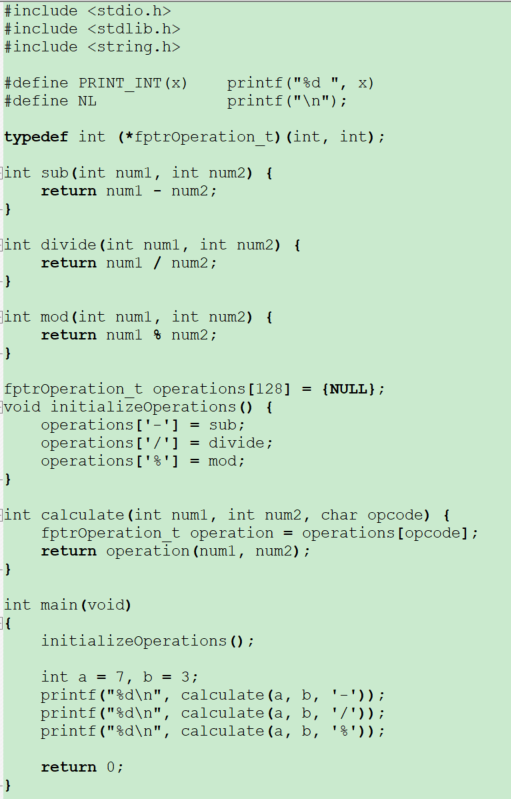 #include <stdio.h>
#include <stdlib.h>
#include <string.h>
#define PRINT_INT(x)    printf("%d ", x)
#define NL              printf("\n");
typedef int (*fptrOperation_t)(int, int);
int sub(int num1, int num2) {
    return num1 - num2;
}
int divide(int num1, int num2) {
    return num1 / num2;
}
int mod(int num1, int num2) {
    return num1 % num2;
}
fptrOperation_t operations[128] = {NULL};
void initializeOperations() {
    operations['-'] = sub;
    operations['/'] = divide;
    operations['%'] = mod;
}
int calculate(int num1, int num2, char opcode) {
    fptrOperation_t operation = operations[opcode];
    return operation(num1, num2);
}
int main(void)
{
    initializeOperations();
    int a = 7, b = 3;
    printf("%d\n", calculate(a, b, '-'));
    printf("%d\n", calculate(a, b, '/'));
    printf("%d\n", calculate(a, b, '%'));
    return 0;
}